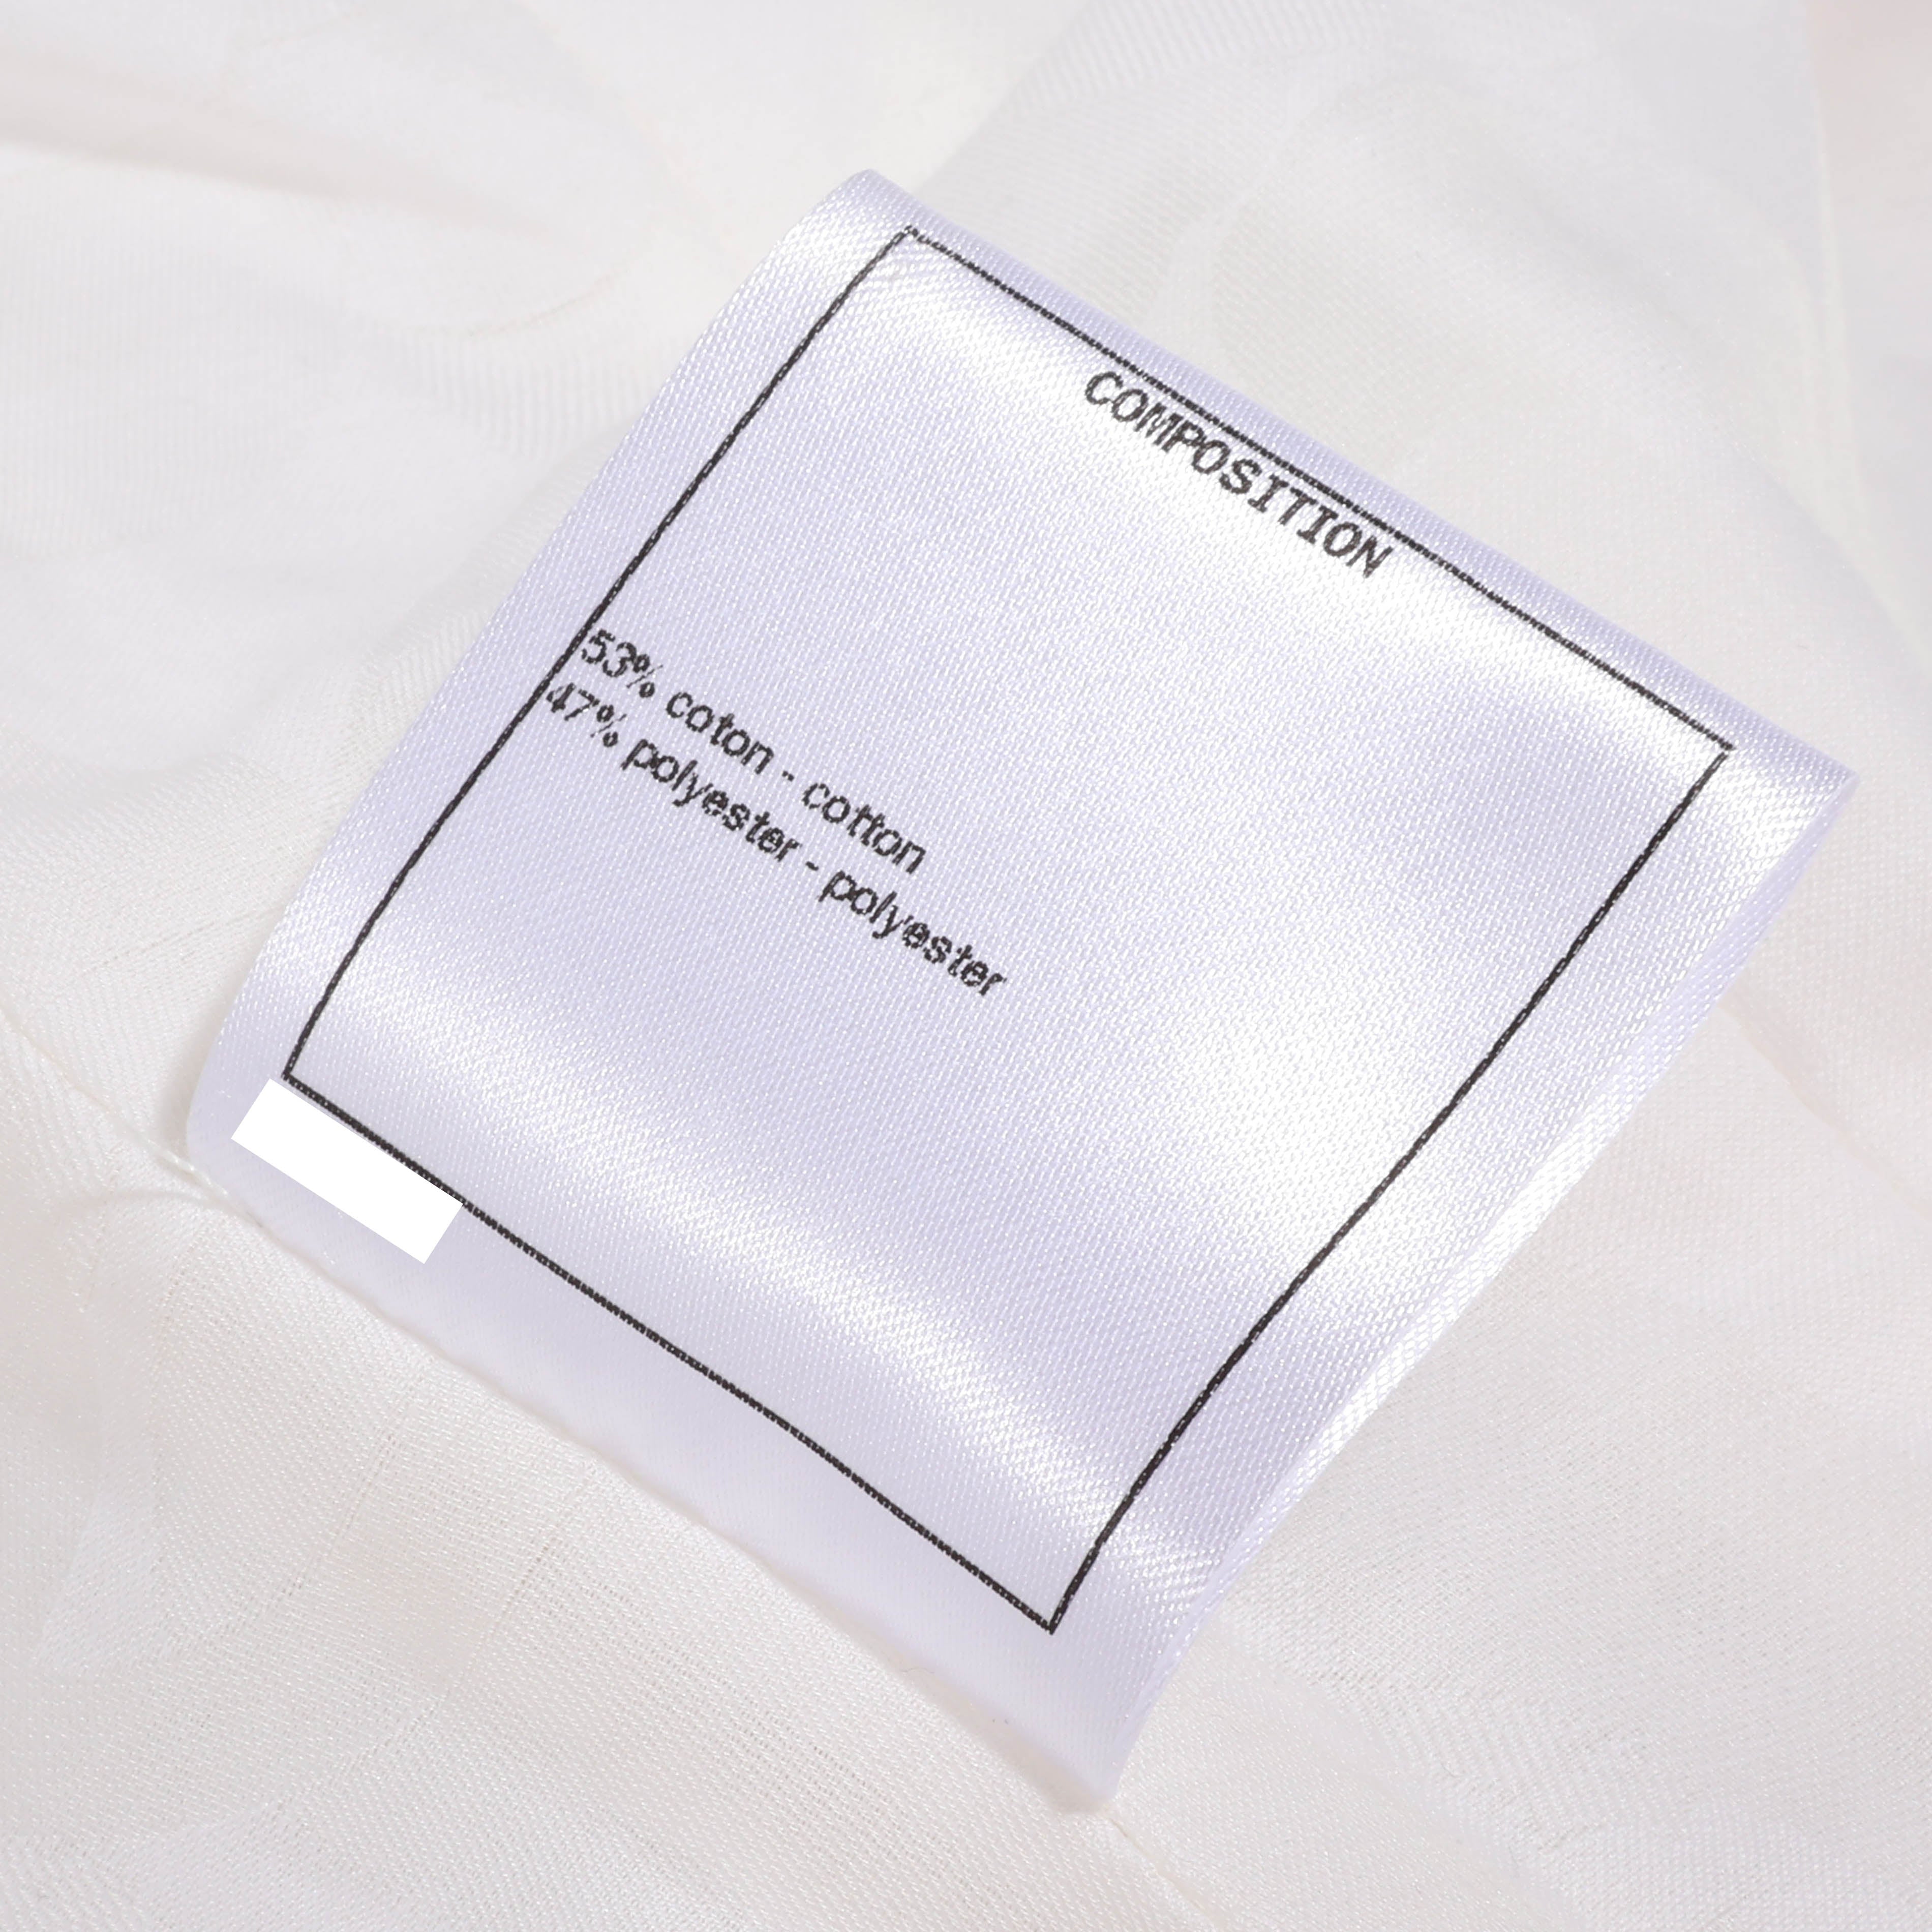 COMPOSITION
53% coton - cotton
47% polyester - polyester